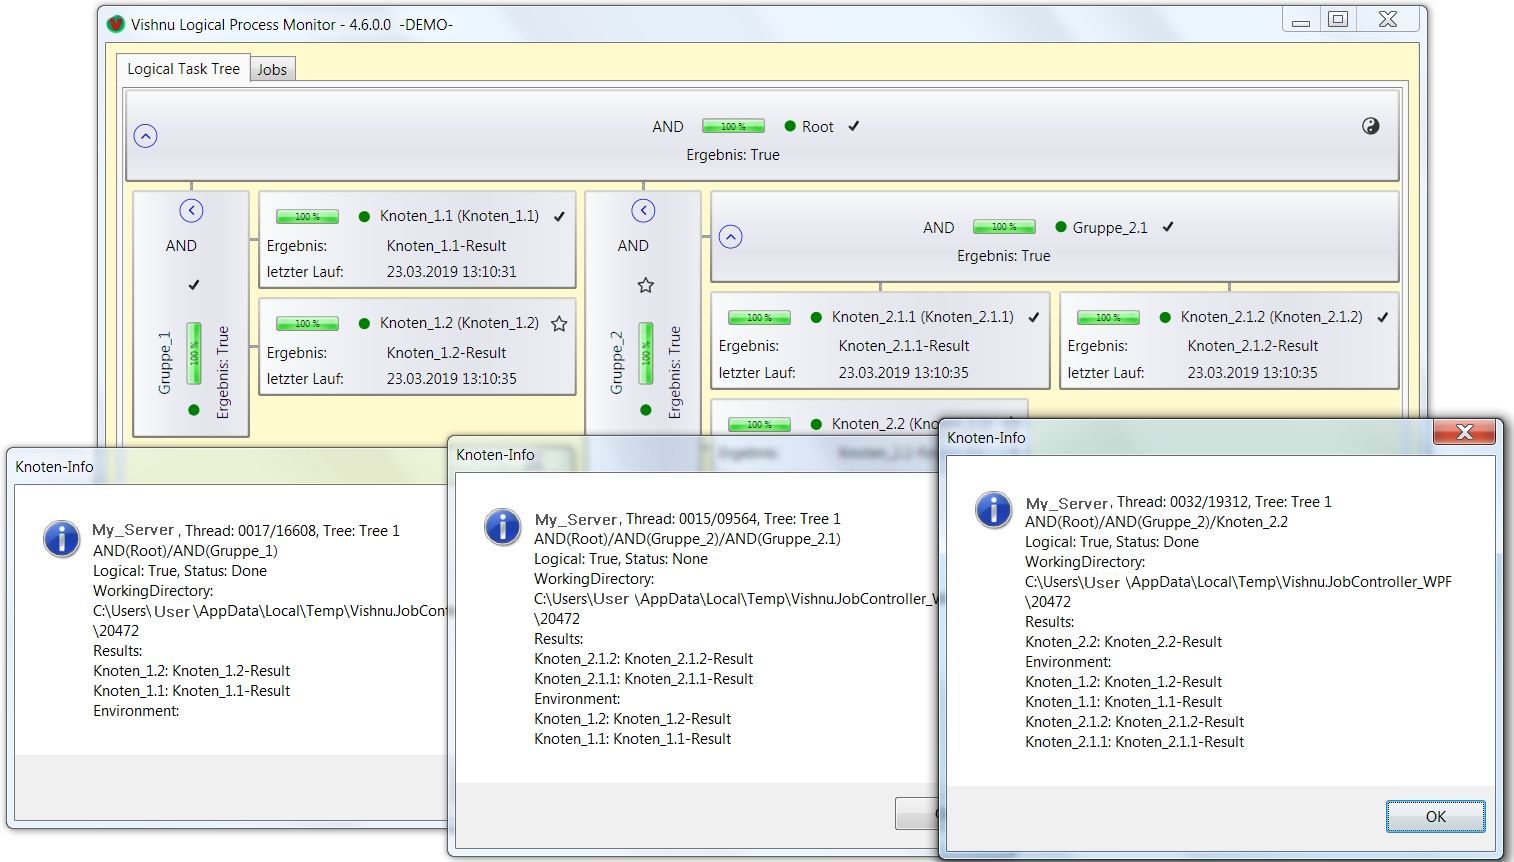 Vishnu Logical Process Monitor - 4.6.0.0 -DEMO-
Logical Task Tree
Jobs
AND 100 % Root
Ergebnis: True
AND
Gruppe_1
100 %
Ergebnis: True
100 % Knoten_1.1 (Knoten_1.1)
Ergebnis: Knoten_1.1-Result
letzter Lauf: 23.03.2019 13:10:31
100 % Knoten_1.2 (Knoten_1.2)
Ergebnis: Knoten_1.2-Result
letzter Lauf: 23.03.2019 13:10:35
AND
Gruppe_2
100 %
Ergebnis: True
AND 100 % Gruppe_2.1
Ergebnis: True
100 % Knoten_2.1.1 (Knoten_2.1.1)
Ergebnis: Knoten_2.1.1-Result
letzter Lauf: 23.03.2019 13:10:35
100 % Knoten_2.1.2 (Knoten_2.1.2)
Ergebnis: Knoten_2.1.2-Result
letzter Lauf: 23.03.2019 13:10:35
100 % Knoten_2.2
Knoten-Info
My_Server, Thread: 0017/16608, Tree: Tree 1
AND(Root)/AND(Gruppe_1)
Logical: True, Status: Done
WorkingDirectory:
C:\Users\User \AppData\Local\Temp\VishnuJobCon
\20472
Results:
Knoten_1.2: Knoten_1.2-Result
Knoten_1.1: Knoten_1.1-Result
Environment:
Knoten-Info
My_Server, Thread: 0015/09564, Tree: Tree 1
AND(Root)/AND(Gruppe_2)/AND(Gruppe_2.1)
Logical: True, Status: None
WorkingDirectory:
C:\Users\User \AppData\Local\Temp\VishnuJobController_
\20472
Results:
Knoten_2.1.2: Knoten_2.1.2-Result
Knoten_2.1.1: Knoten_2.1.1-Result
Environment:
Knoten_1.2: Knoten_1.2-Result
Knoten_1.1: Knoten_1.1-Result
Knoten-Info
My_Server, Thread: 0032/19312, Tree: Tree 1
AND(Root)/AND(Gruppe_2)/Knoten_2.2
Logical: True, Status: Done
WorkingDirectory:
C:\Users\User \AppData\Local\Temp\VishnuJobController_WPF
\20472
Results:
Knoten_2.2: Knoten_2.2-Result
Environment:
Knoten_1.2: Knoten_1.2-Result
Knoten_1.1: Knoten_1.1-Result
Knoten_2.1.2: Knoten_2.1.2-Result
Knoten_2.1.1: Knoten_2.1.1-Result
OK